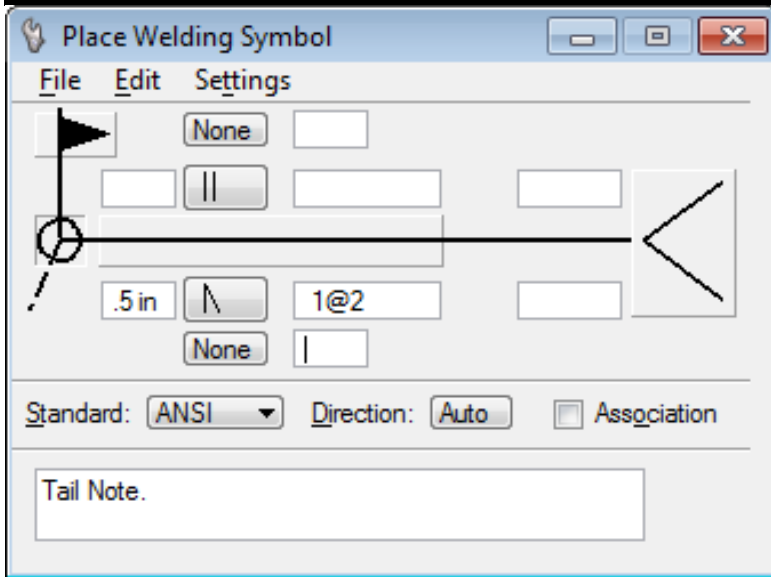 Place Welding Symbol
File Edit Settings
None
.5 in 1@2
None
Standard: ANSI Direction: Auto Association
Tail Note.